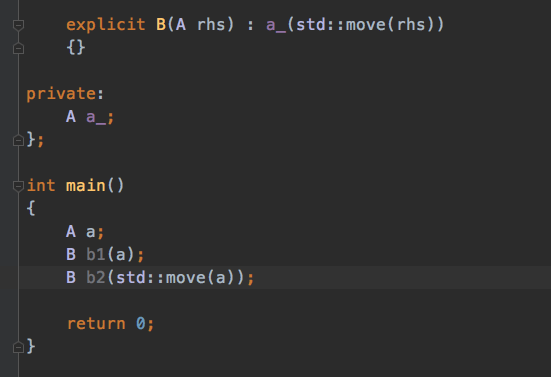 explicit B(A rhs) : a_(std::move(rhs))
{}
private:
A a_;
};
int main()
{
A a;
B b1(a);
B b2(std::move(a));
return 0;
}